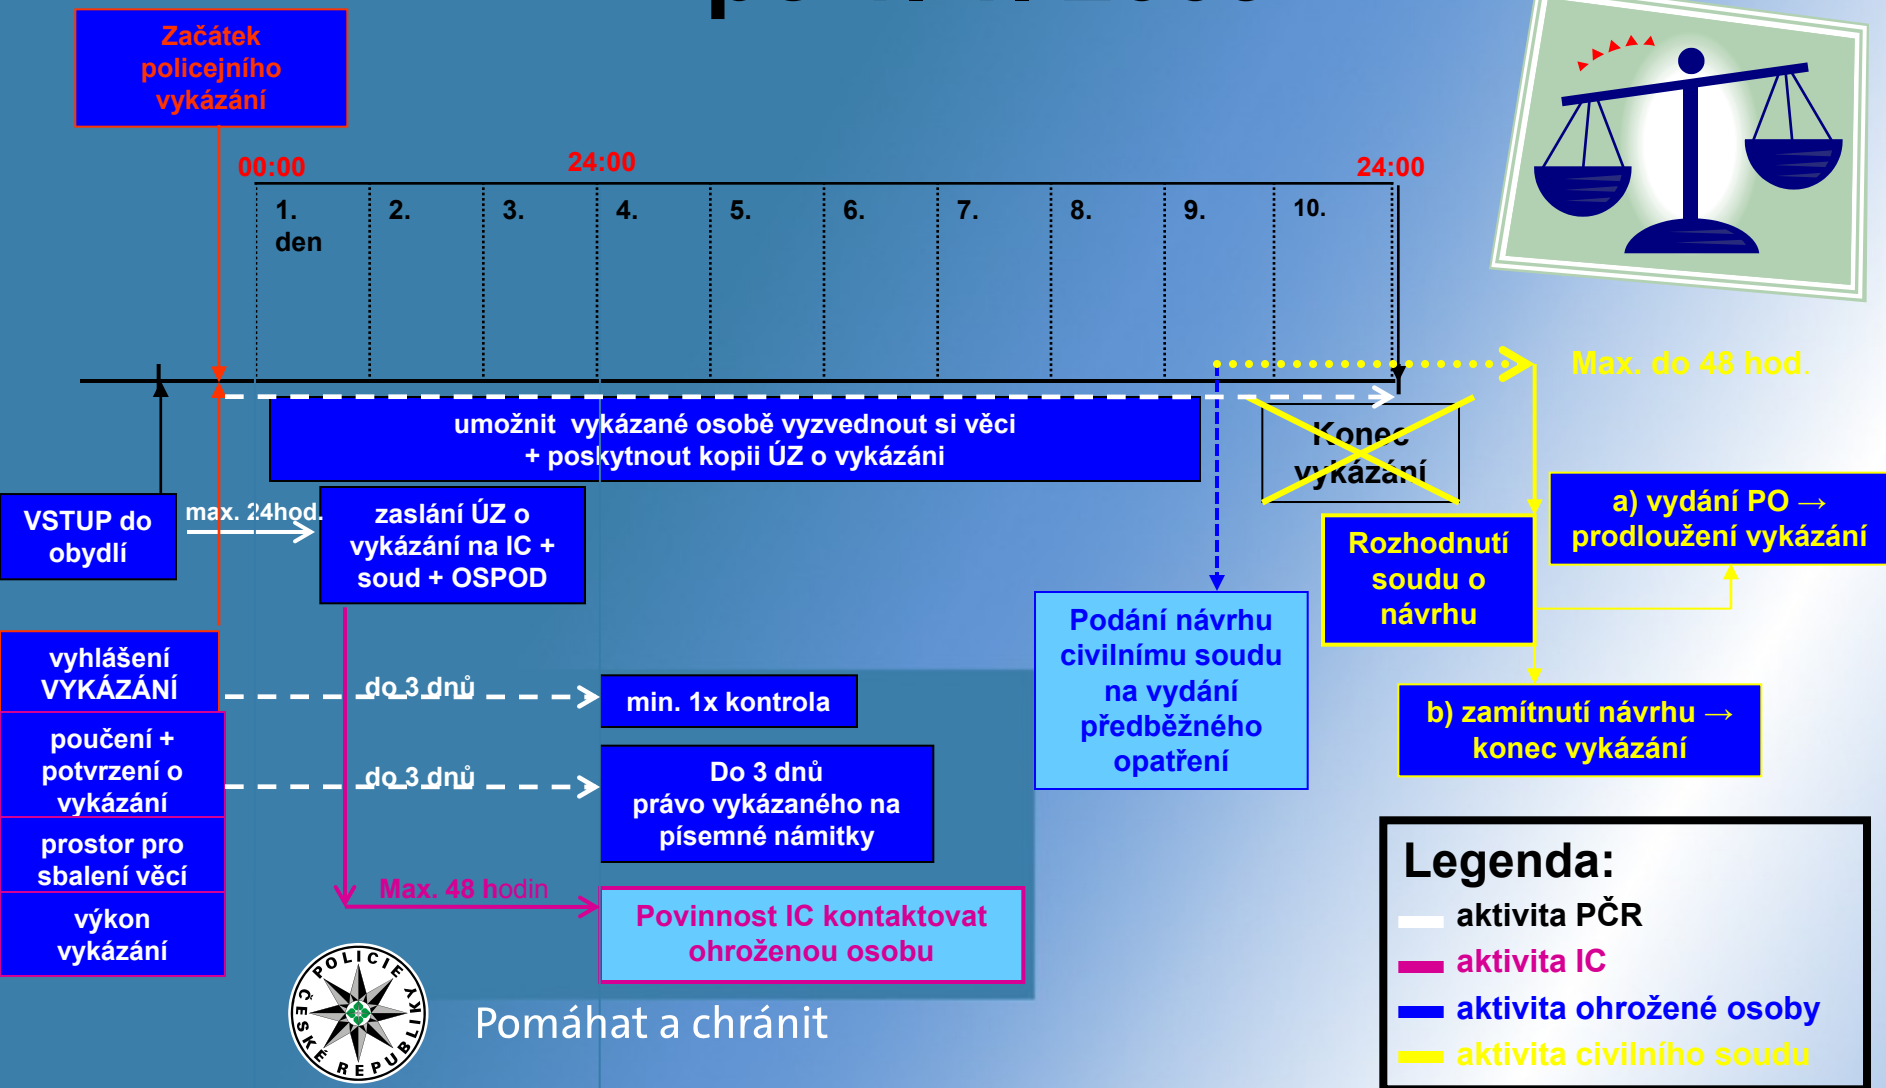 Začátek
policejního
vykázání
00:00
24:00
24:00
1.
den
2.
3.
4.
5.
6.
7.
8.
9.
10.
Max. do 48 hod.
umožnit vykázané osobě vyzvednout si věci
+ poskytnout kopii ÚZ o vykázáni
Konec
vykázání
VSTUP do
obydlí
max. 24hod.
zaslání ÚZ o
vykázání na IC +
soud + OSPOD
a) vydání PO →
prodloužení vykázání
Rozhodnutí
soudu o
návrhu
Podání návrhu
civilnímu soudu
na vydání
předběžného
opatření
vyhlášení
VYKÁZÁNÍ
do 3 dnů
min. 1x kontrola
b) zamítnutí návrhu →
konec vykázání
poučení +
potvrzení o
vykázání
do 3 dnů
Do 3 dnů
právo vykázaného na
písemné námitky
prostor pro
sbalení věcí
Max. 48 hodin
Povinnost IC kontaktovat
ohroženou osobu
výkon
vykázání
Legenda:
aktivita PČR
aktivita IC
aktivita ohrožené osoby
aktivita civilního soudu
POLICIE
ČESKÉ REPUBLIKY
Pomáhat a chránit